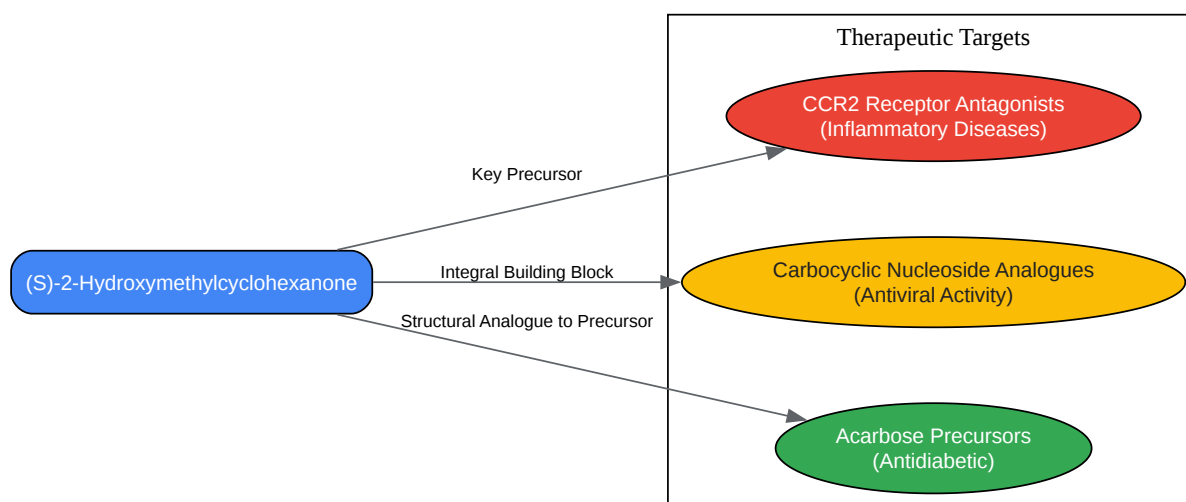 Therapeutic Targets
CCR2 Receptor Antagonists
(Inflammatory Diseases)
Key Precursor
(S)-2-Hydroxymethylcyclohexanone
Integral Building Block
Carbocyclic Nucleoside Analogues
(Antiviral Activity)
Structural Analogue to Precursor
Acarbose Precursors
(Antidiabetic)